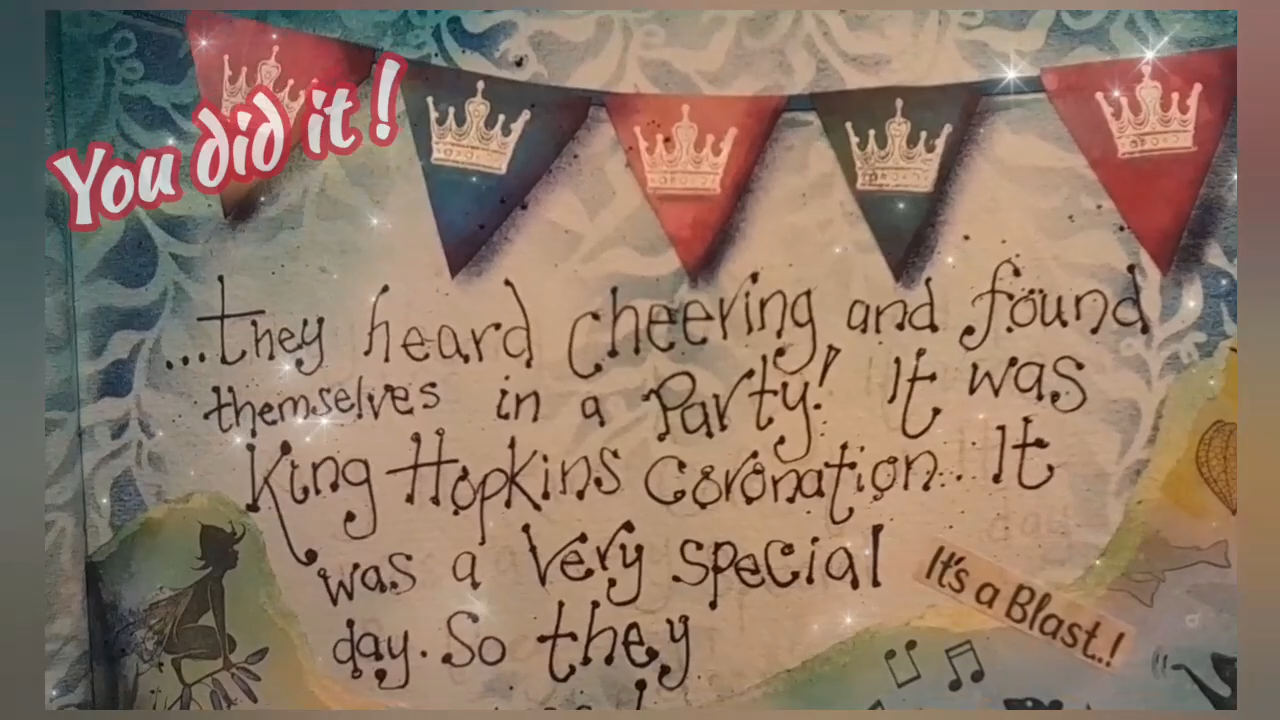 You did it!
...they heard cheering and found
themselves in a Party! It was
King Hopkins Coronation... It
was a very special
day. So they
It's a Blast..!